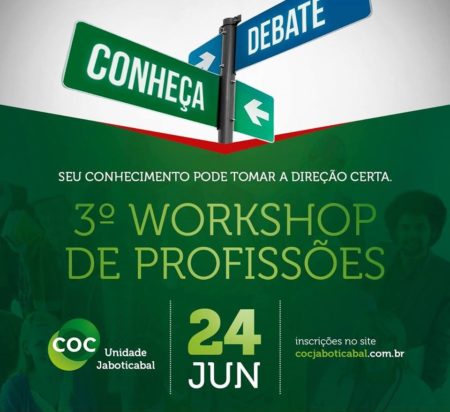 DEBATE
CONHEÇA
SEU CONHECIMENTO PODE TOMAR A DIREÇÃO CERTA.
3º WORKSHOP
DE PROFISSÕES
COC
Unidade
Jaboticabal
24
JUN
inscrições no site
cocjaboticabal.com.br